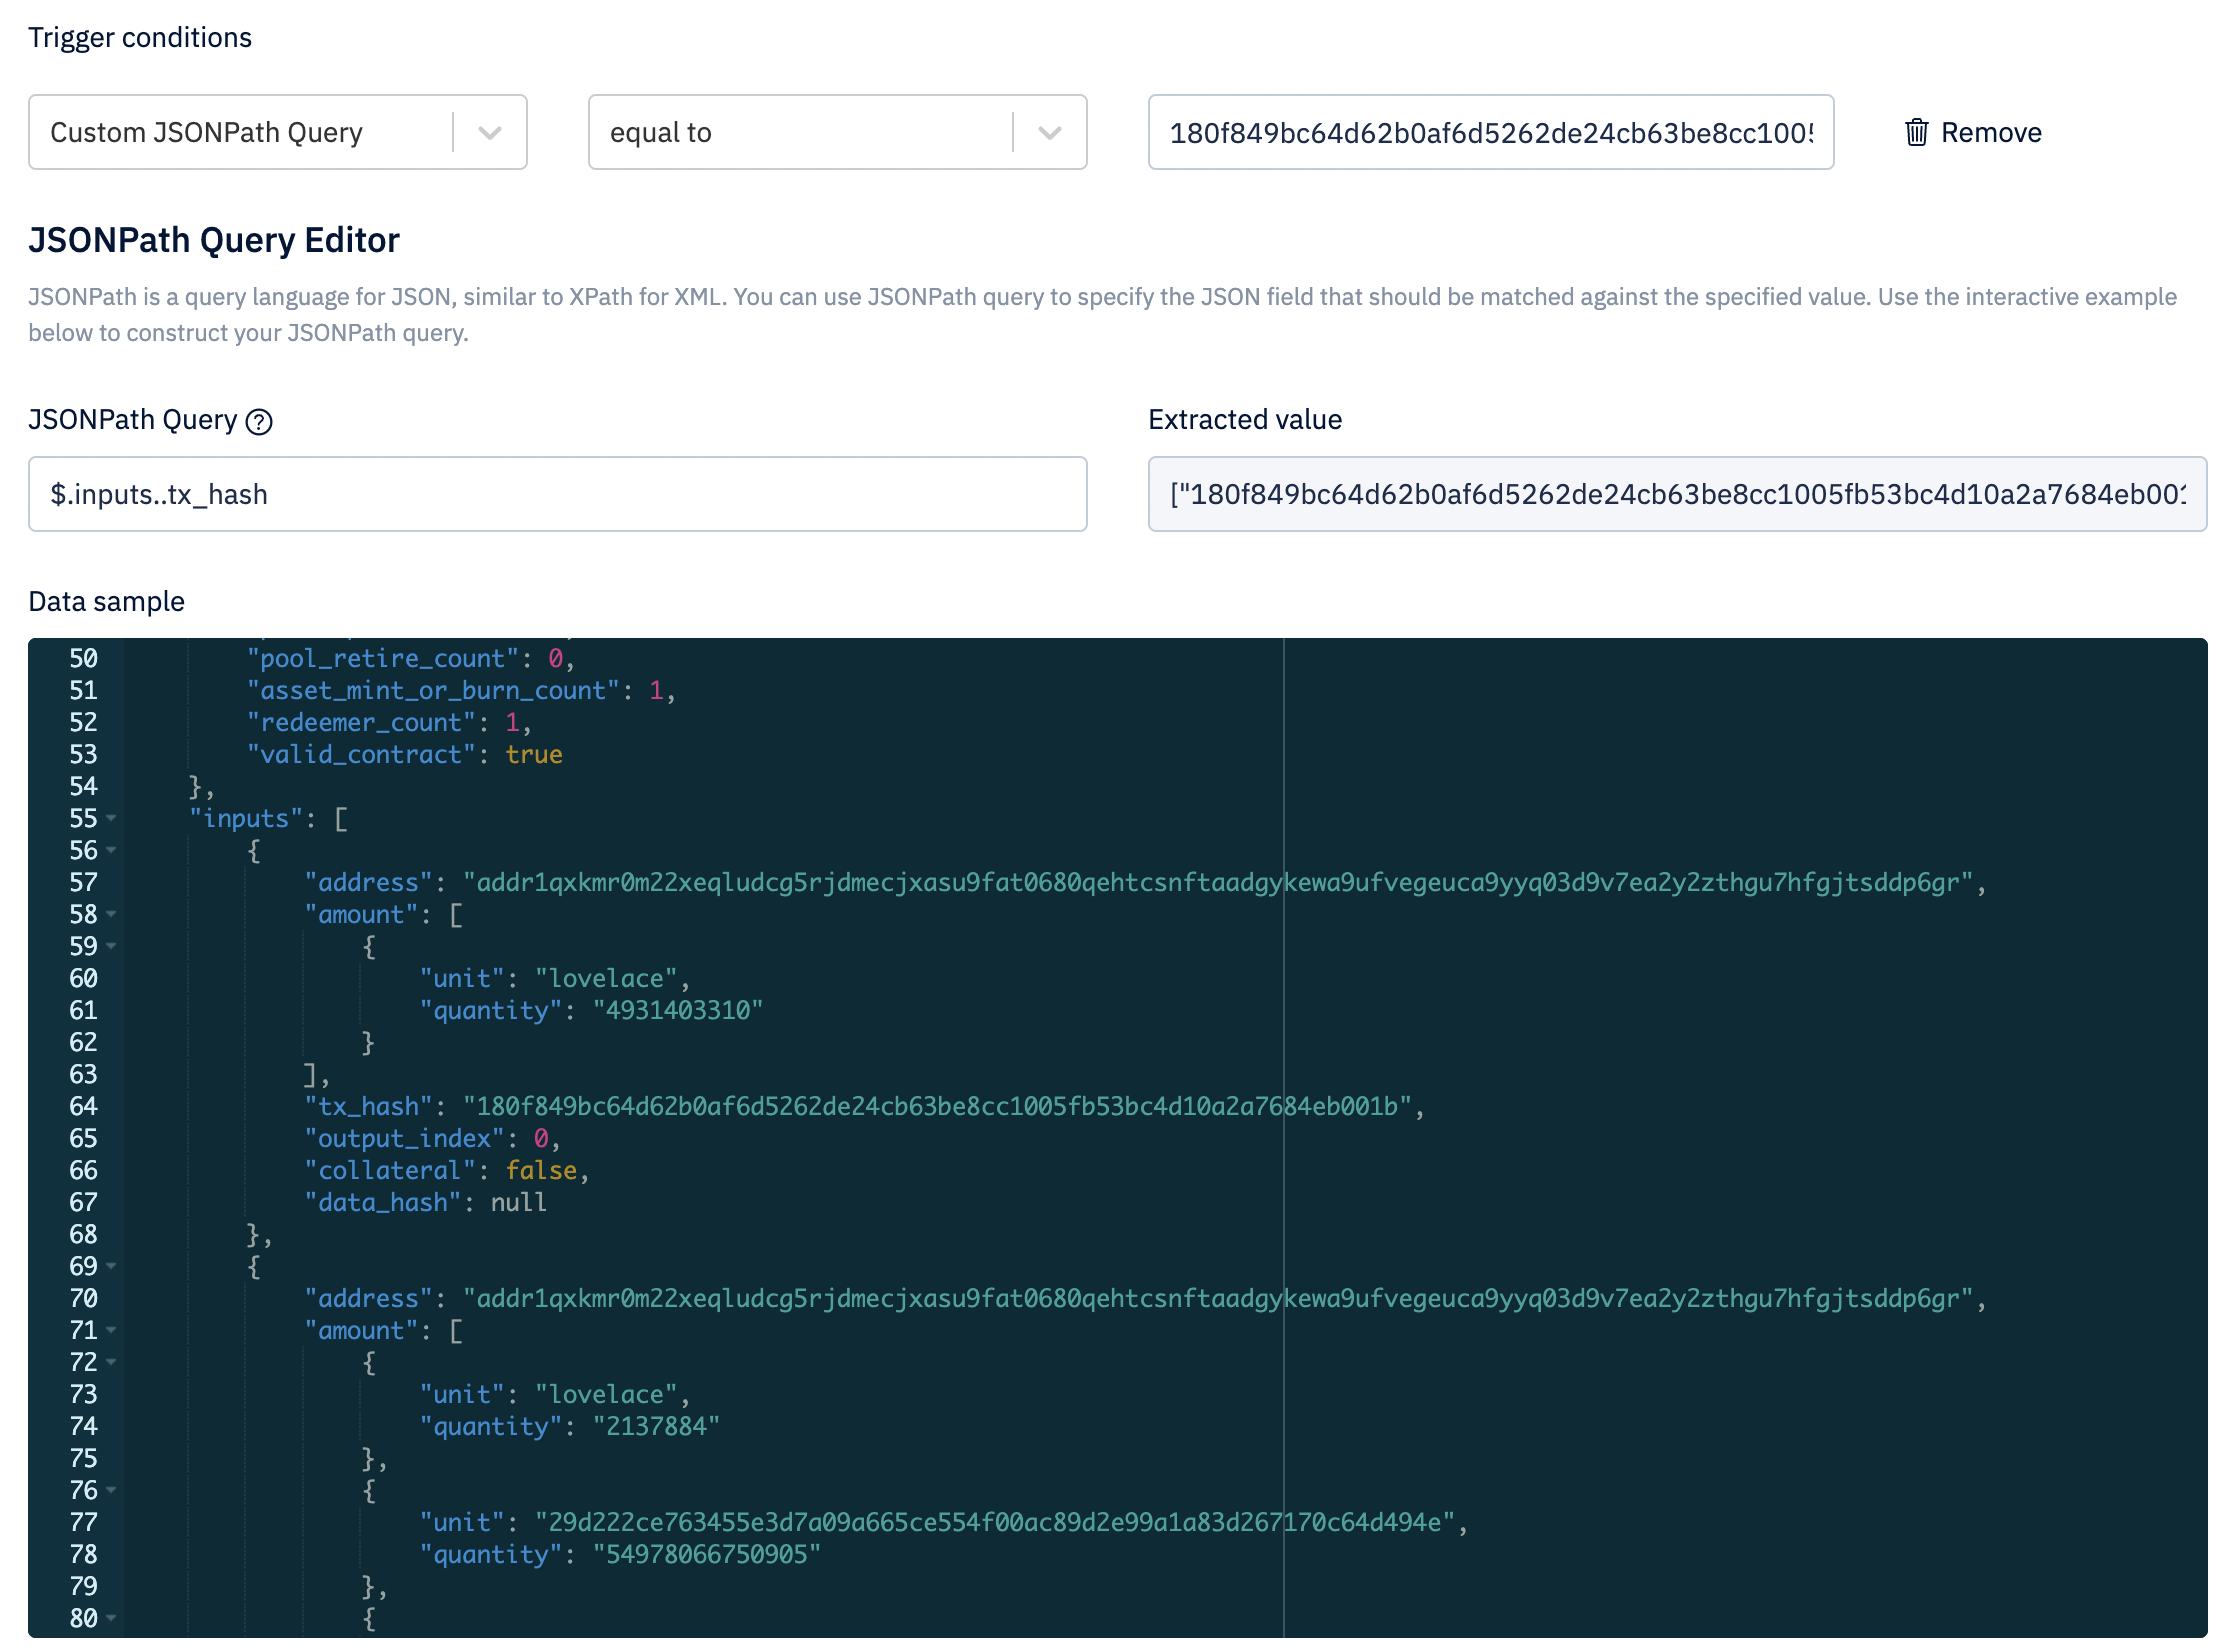 Trigger conditions
Custom JSONPath Query
equal to
180f849bc64d62b0af6d5262de24cb63be8cc1005
Remove
JSONPath Query Editor
JSONPath is a query language for JSON, similar to XPath for XML. You can use JSONPath query to specify the JSON field that should be matched against the specified value. Use the interactive example
below to construct your JSONPath query.
JSONPath Query ?
Extracted value
$.inputs..tx_hash
["180f849bc64d62b0af6d5262de24cb63be8cc1005fb53bc4d10a2a7684eb001
Data sample
50 "pool_retire_count": 0,
51 "asset_mint_or_burn_count": 1,
52 "redeemer_count": 1,
53 "valid_contract": true
54 },
55 "inputs": [
56 {
57 "address": "addr1qxkmr0m22xeqludcg5rjdmecjxasu9fat0680qehtcsnftaadgykewa9ufvegeuca9yyq03d9v7ea2y2zthgu7hfgjtsddp6gr",
58 "amount": [
59 {
60 "unit": "lovelace",
61 "quantity": "4931403310"
62 }
63 ],
64 "tx_hash": "180f849bc64d62b0af6d5262de24cb63be8cc1005fb53bc4d10a2a7684eb001b",
65 "output_index": 0,
66 "collateral": false,
67 "data_hash": null
68 },
69 {
70 "address": "addr1qxkmr0m22xeqludcg5rjdmecjxasu9fat0680qehtcsnftaadgykewa9ufvegeuca9yyq03d9v7ea2y2zthgu7hfgjtsddp6gr",
71 "amount": [
72 {
73 "unit": "lovelace",
74 "quantity": "2137884"
75 },
76 {
77 "unit": "29d222ce763455e3d7a09a665ce554f00ac89d2e99a1a83d267170c64d494e",
78 "quantity": "54978066750905"
79 },
80 {